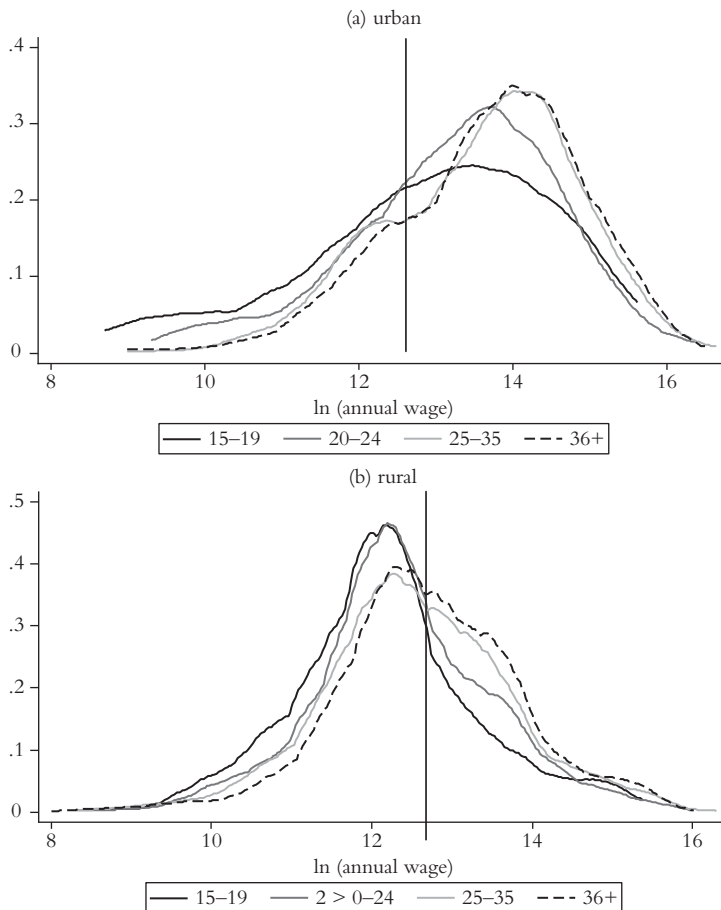 (a) urban
.4
.3
.2
.1
0
8 10 12 14 16
ln (annual wage)
15–19 20–24 25–35 36+
(b) rural
.5
.4
.3
.2
.1
0
8 10 12 14 16
ln (annual wage)
15–19 2 > 0–24 25–35 36+